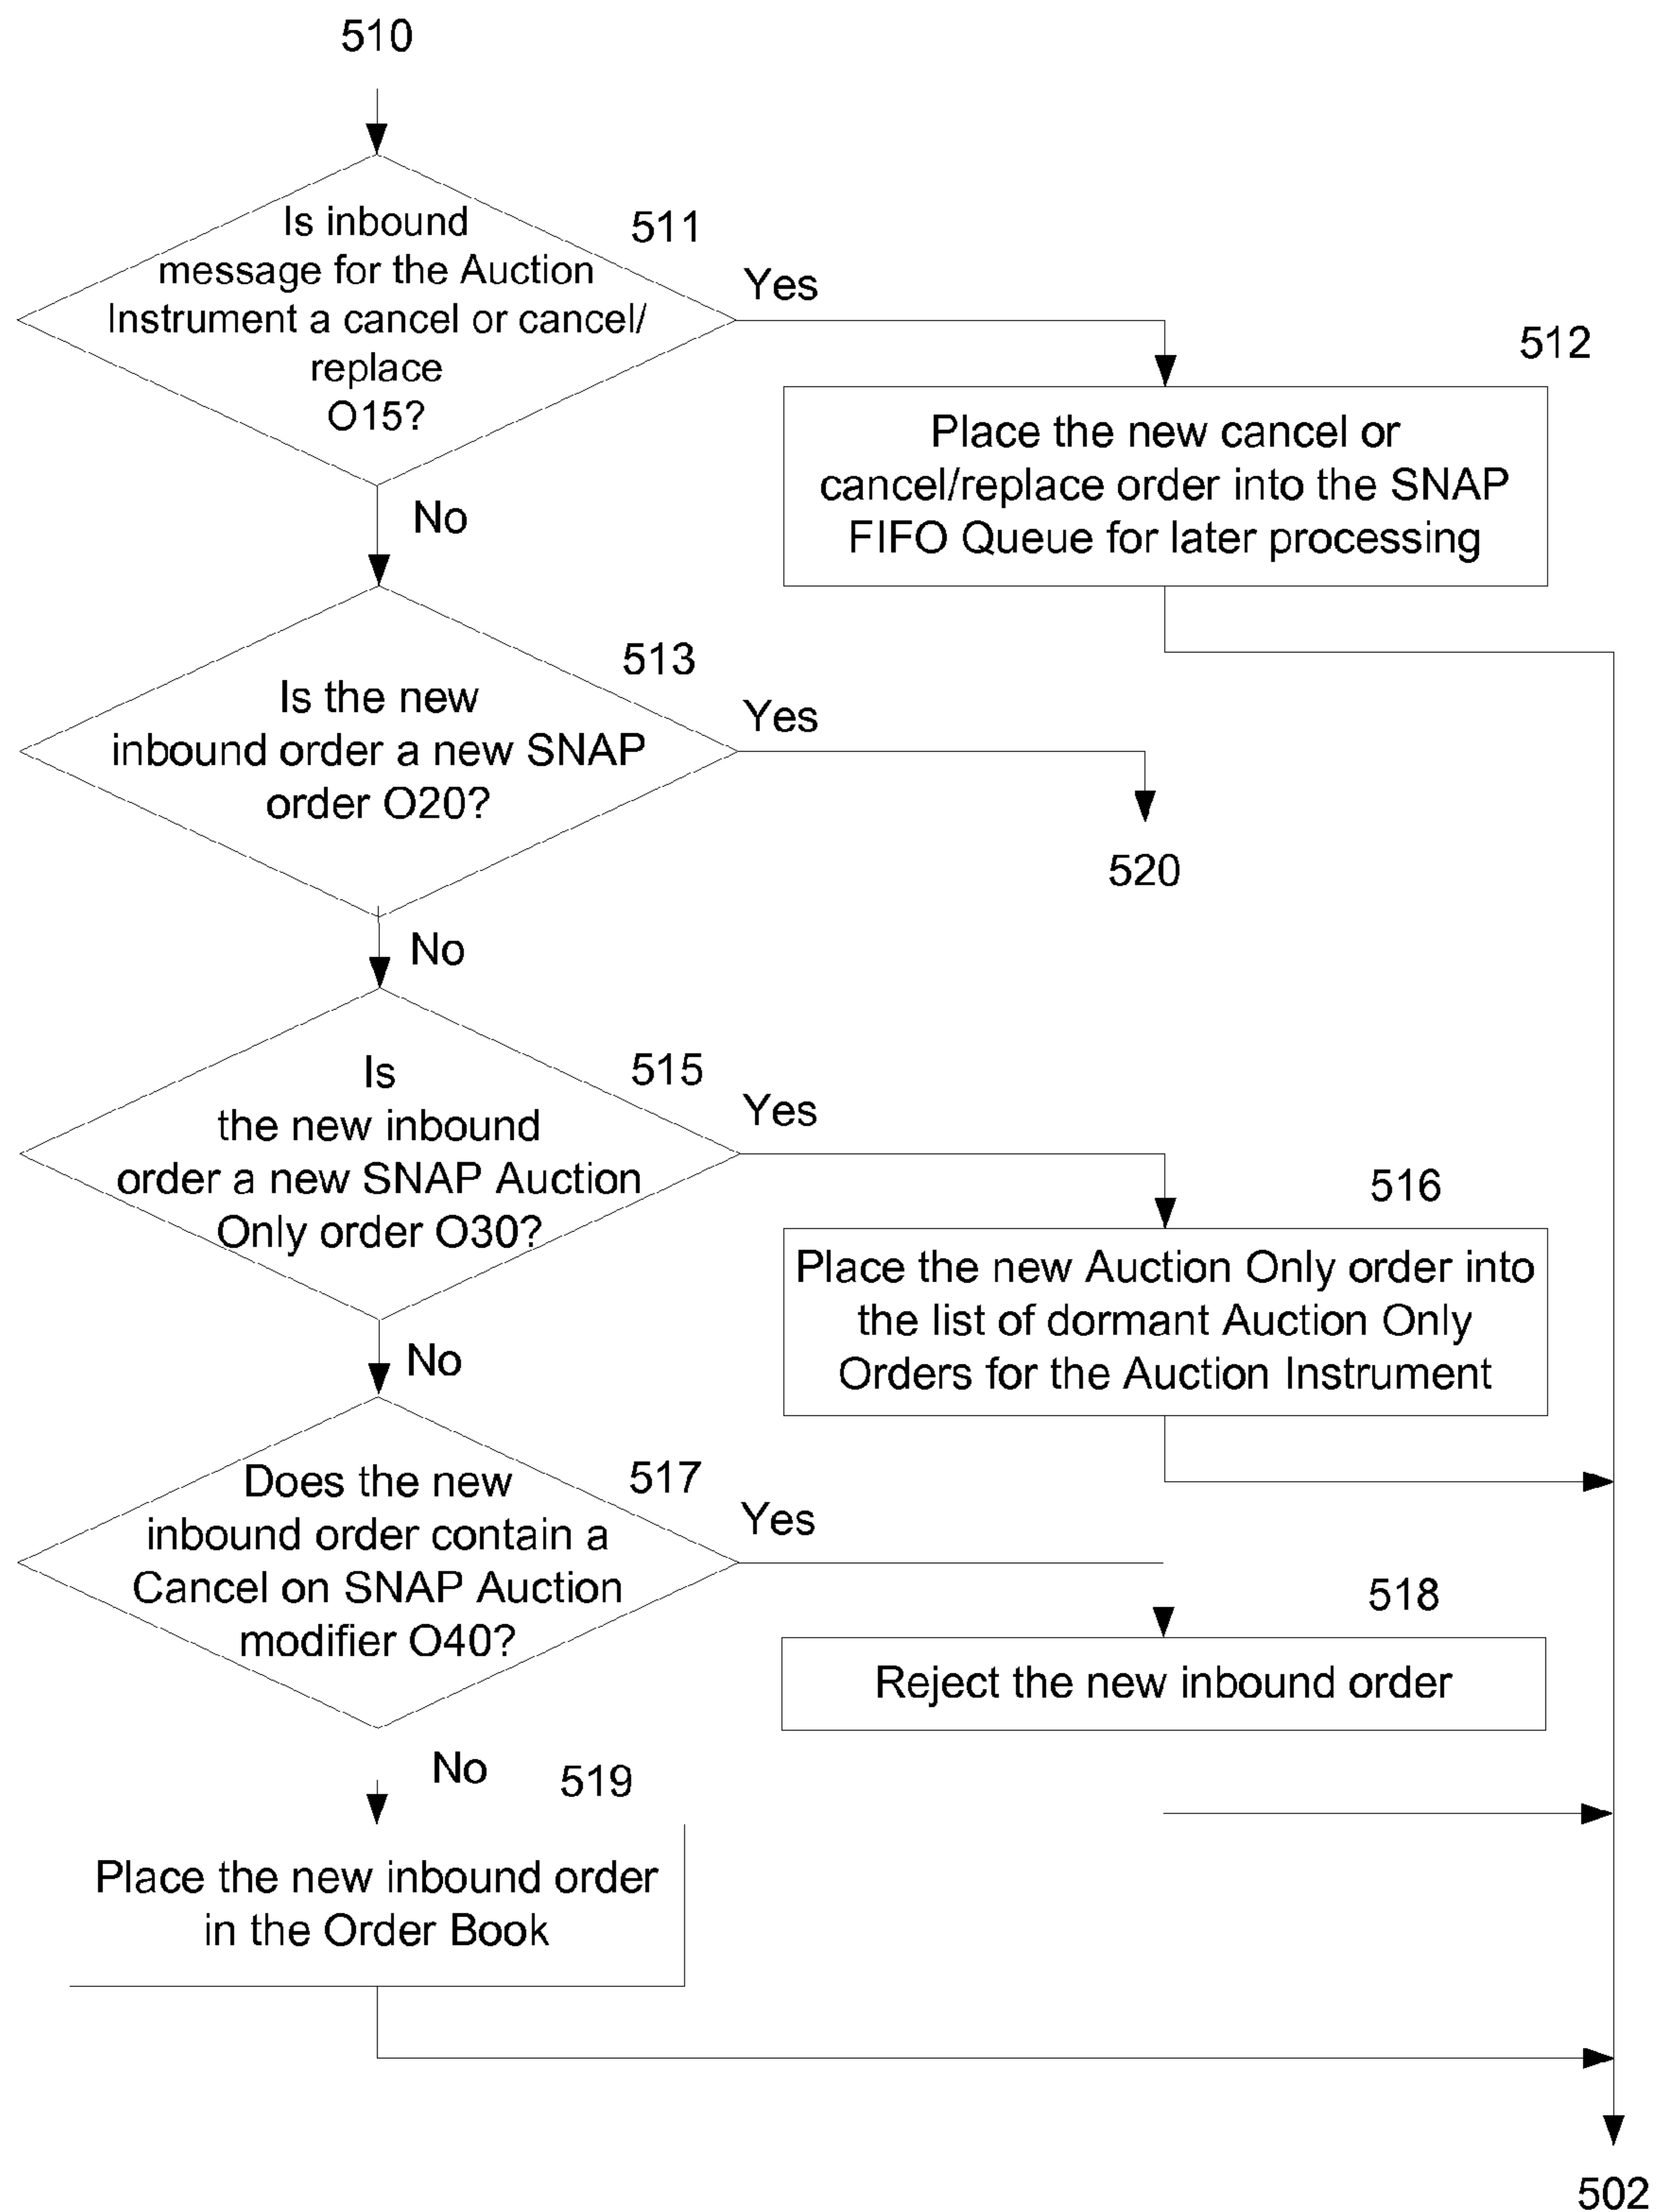 510
Is inbound
message for the Auction
Instrument a cancel or cancel/
replace
O15?
511
Yes
No
512
Place the new cancel or
cancel/replace order into the SNAP
FIFO Queue for later processing
Is the new
inbound order a new SNAP
order O20?
513
Yes
520
No
Is
the new inbound
order a new SNAP Auction
Only order O30?
515
Yes
No
516
Place the new Auction Only order into
the list of dormant Auction Only
Orders for the Auction Instrument
Does the new
inbound order contain a
Cancel on SNAP Auction
modifier O40?
517
Yes
518
Reject the new inbound order
No
519
Place the new inbound order
in the Order Book
502